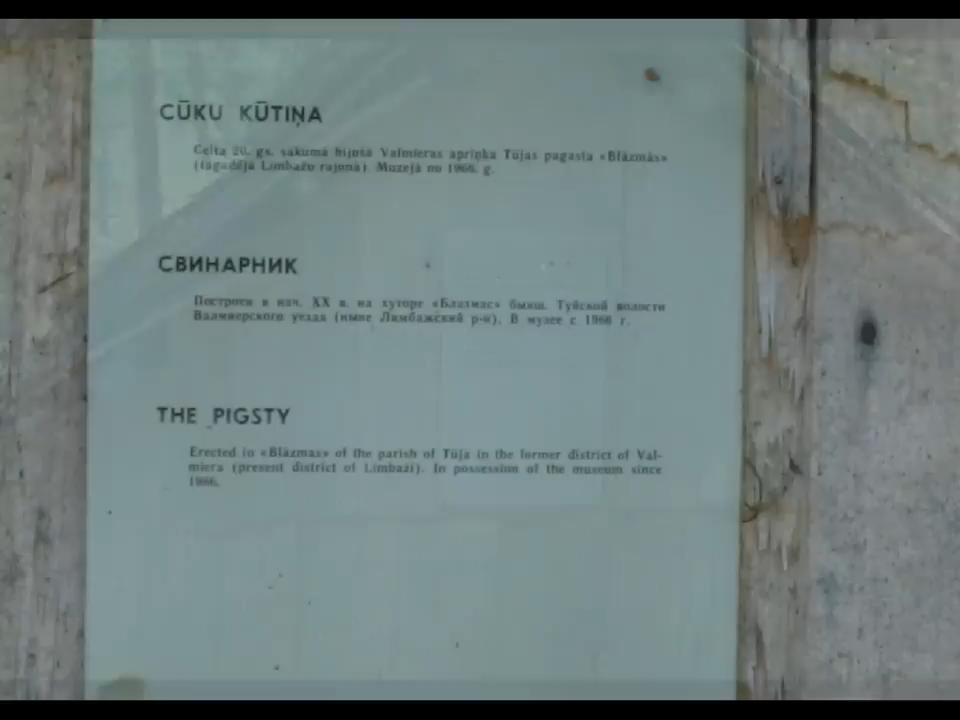 CŪKU KŪTIŅA
Celta 20. gs. sākumā bijušā Valmieras apriņķa Tūjas pagasta «Blāzmās»
(tagadējā Limbažu rajonā). Muzejā no 1966. g.
СВИНАРНИК
Построен в нач. XX в. на хуторе «Блазмас» бывш. Туйской волости
Валмиерского уезда (ныне Лимбажский р-н). В музее с 1966 г.
THE PIGSTY
Erected in «Blāzmas» of the parish of Tūja in the former district of Val-
miera (present district of Limbaži). In possession of the museum since
1966.